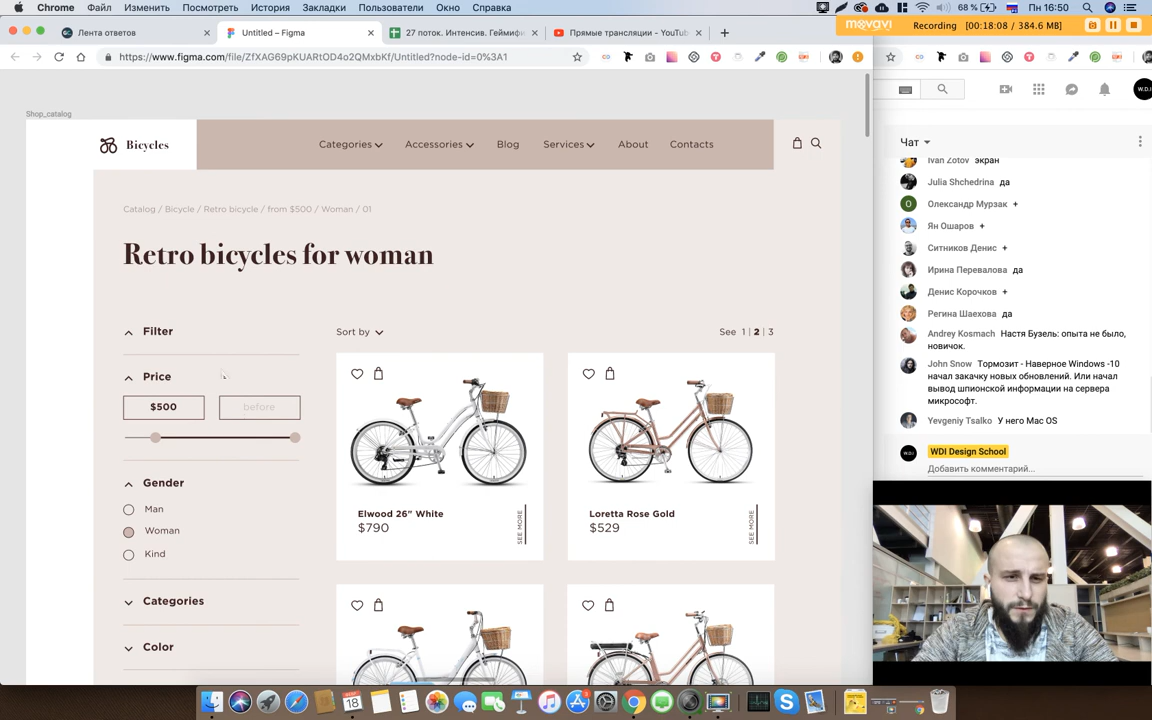 Chrome Файл Изменить Посмотреть История Закладки Пользователи Окно Справка
68 % Пн 16:50
movavi Recording [00:18:08 / 384.6 MB]
Лента ответов
Untitled – Figma
27 поток. Интенсив. Геймифи
Прямые трансляции - YouTu
https://www.figma.com/file/ZfXAG69pKUARtOD4o2QMxbKf/Untitled?node-id=0%3A1
Shop_catalog
Bicycles
Categories
Accessories
Blog
Services
About
Contacts
Catalog / Bicycle / Retro bicycle / from $500 / Woman / 01
Retro bicycles for woman
Filter
Sort by
See 1 | 2 | 3
Price
$500
before
Gender
Man
Woman
Kind
Categories
Color
Elwood 26" White
$790
SEE MORE
Loretta Rose Gold
$529
SEE MORE
Чат
Ivan Zotov экран
Julia Shchedrina да
Олександр Мурзак +
Ян Ошаров +
Ситников Денис +
Ирина Перевалова да
Денис Корочков +
Регина Шаехова да
Andrey Kosmach Настя Бузель: опыта не было,
новичок.
John Snow Тормозит - Наверное Windows -10
начал закачку новых обновлений. Или начал
вывод шпионской информации на сервера
микрософт.
Yevgeniy Tsalko У него Mac OS
WDI Design School
Добавить комментарий...